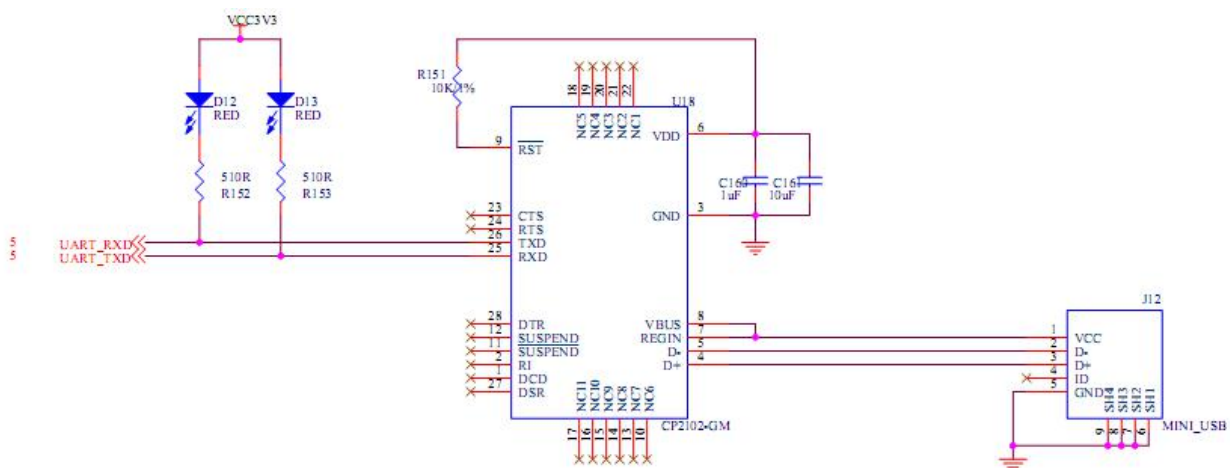 VCC3V3
D12
RED
D13
RED
510R
R152
510R
R153
5 UART_RXD
5 UART_TXD
R151
10K/1%
U18
18 19 20 21 22
NC5 NC4 NC3 NC2 NC1
9 RST
23 CTS
24 RTS
26 TXD
25 RXD
28 DTR
12 SUSPEND
11 SUSPEND
2 RI
1 DCD
27 DSR
VDD 6
GND 3
VBUS 8
REGIN 7
D- 5
D+ 4
NC11 NC10 NC9 NC8 NC7 NC6
17 16 15 14 13 10
CP2102-GM
C160
1uF
C161
10uF
J12
1 VCC
2 D-
3 D+
4 ID
5 GND
SH4 SH3 SH2 SH1
9 8 7 6
MINI_USB